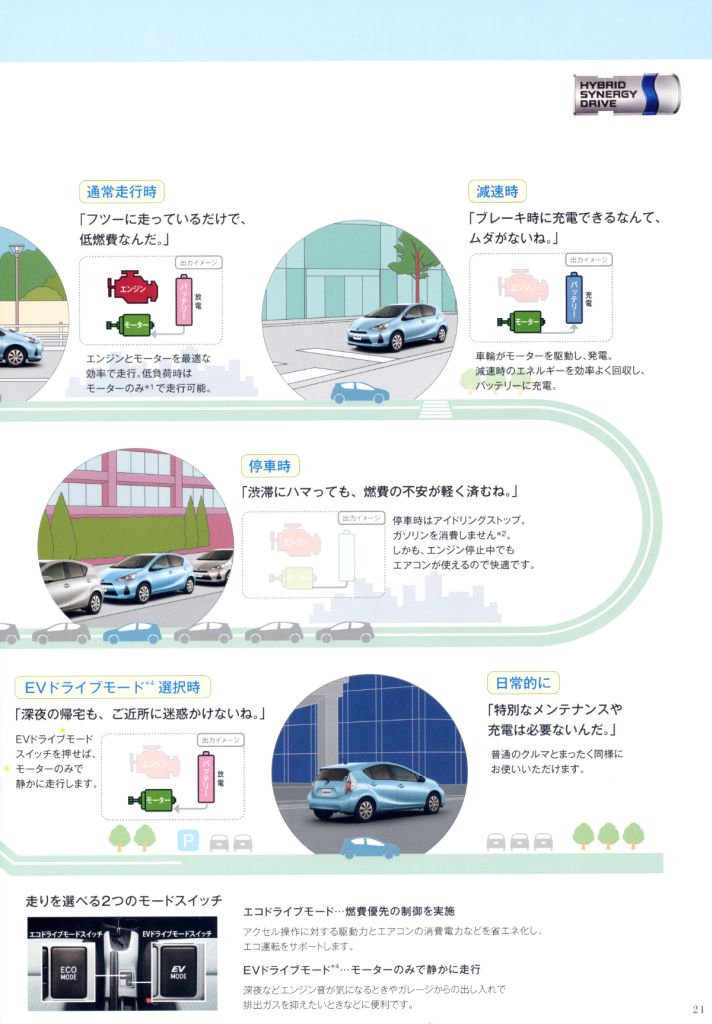 HYBRID
SYNERGY
DRIVE
通常走行時
「フツーに走っているだけで、
低燃費なんだ。」
出力イメージ
エンジン
バッテリー
放電
モーター
エンジンとモーターを最適な
効率で走行。低負荷時は
モーターのみ*1で走行可能。
減速時
「ブレーキ時に充電できるなんて、
ムダがないね。」
出力イメージ
エンジン
バッテリー
充電
モーター
車輪がモーターを駆動し、発電。
減速時のエネルギーを効率よく回収し、
バッテリーに充電。
停車時
「渋滞にハマっても、燃費の不安が軽く済むね。」
出力イメージ
エンジン
モーター
停車時はアイドリングストップ。
ガソリンを消費しません*2。
しかも、エンジン停止中でも
エアコンが使えるので快適です。
EVドライブモード*4 選択時
「深夜の帰宅も、ご近所に迷惑かけないね。」
EVドライブモード
スイッチを押せば、
モーターのみで
静かに走行します。
出力イメージ
エンジン
バッテリー
放電
モーター
P
日常的に
「特別なメンテナンスや
充電は必要ないんだ。」
普通のクルマとまったく同様に
お使いいただけます。
走りを選べる2つのモードスイッチ
エコドライブモードスイッチ
EVドライブモードスイッチ
ECO
MODE
EV
MODE
エコドライブモード…燃費優先の制御を実施
アクセル操作に対する駆動力とエアコンの消費電力などを省エネ化し、
エコ運転をサポートします。
EVドライブモード*4…モーターのみで静かに走行
深夜などエンジン音が気になるときやガレージからの出し入れで
排出ガスを抑えたいときなどに便利です。
21